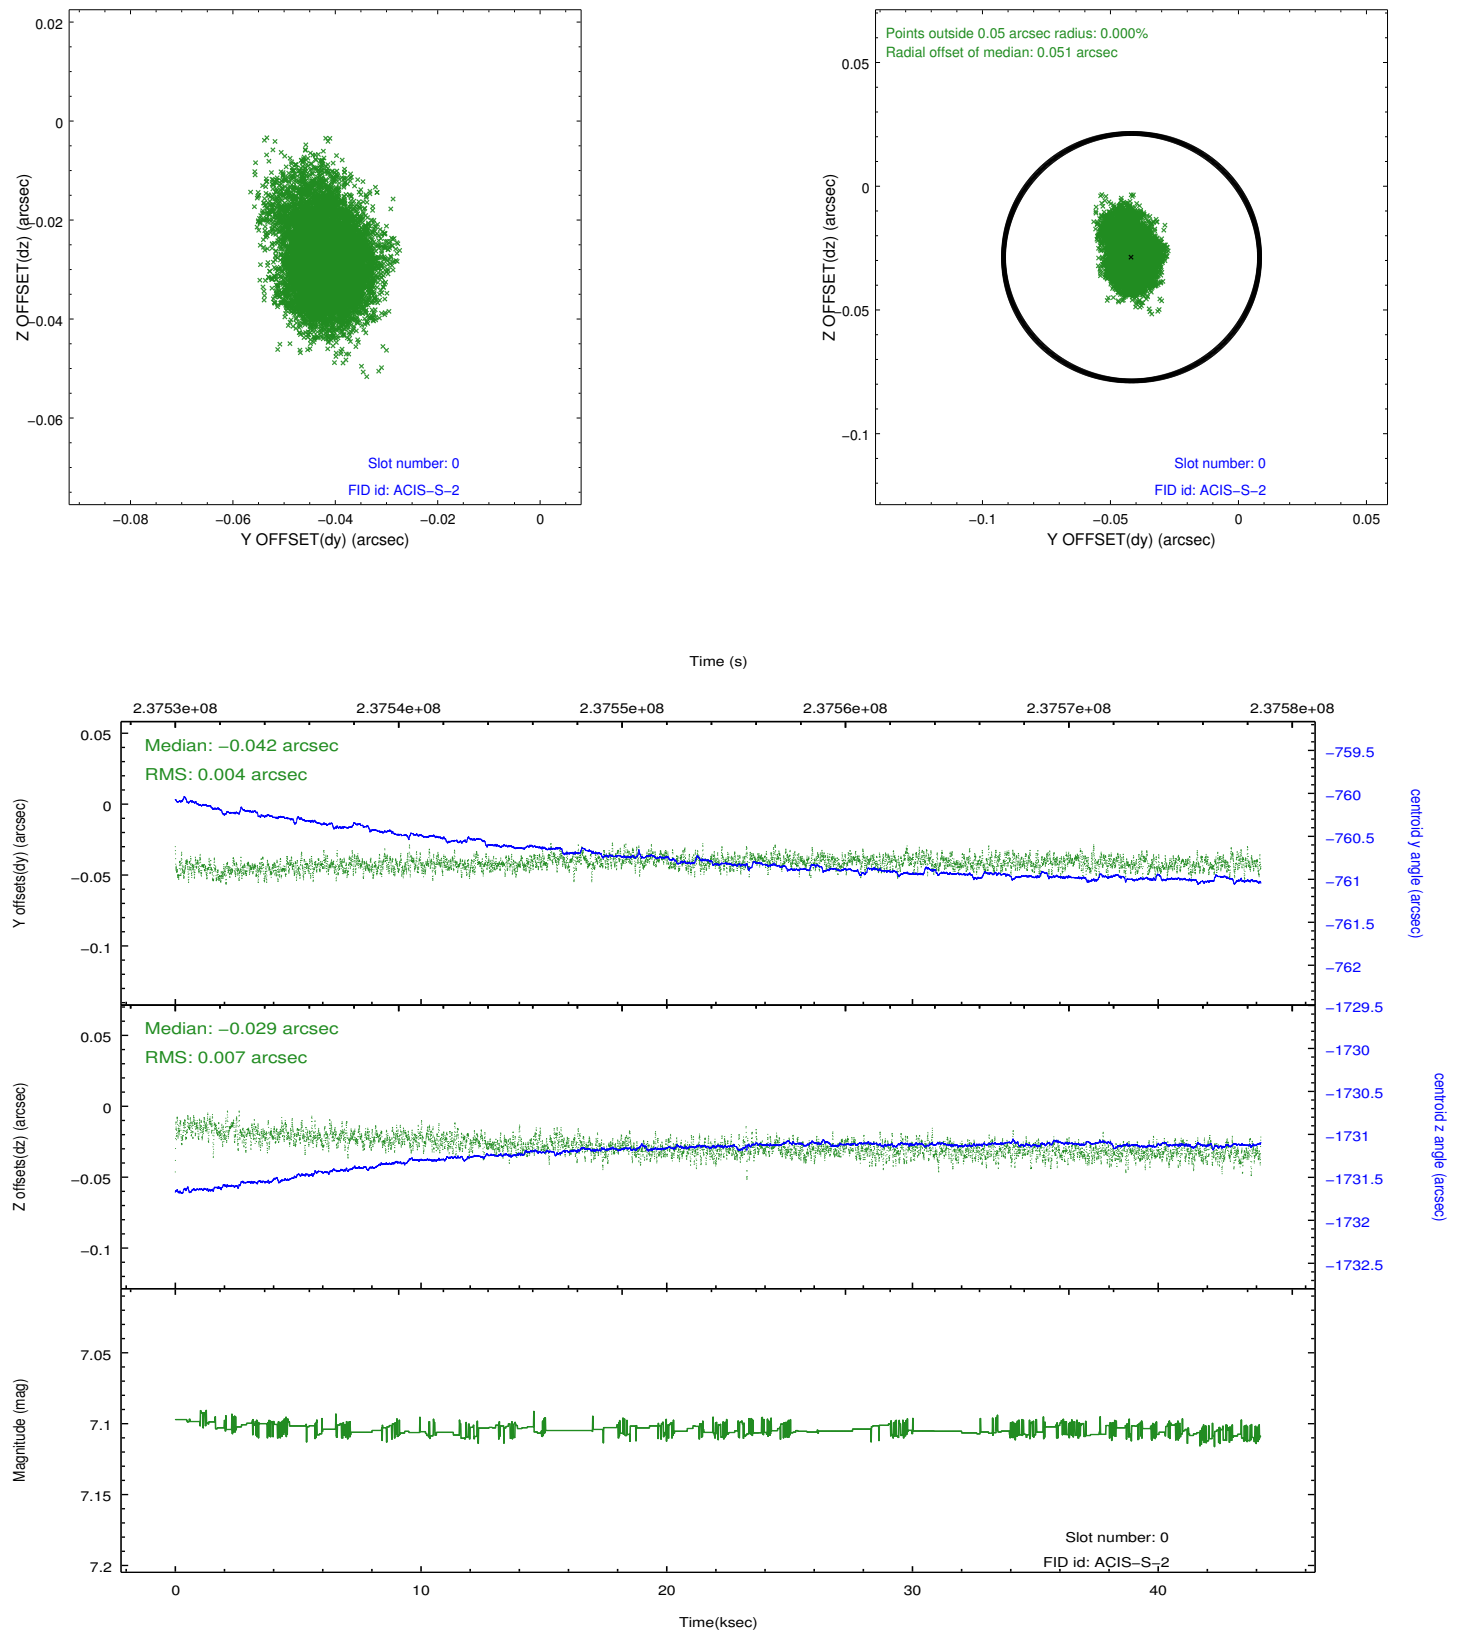 0.02
0
−0.02
−0.04
−0.06
Z OFFSET(dz) (arcsec)
Slot number: 0
FID id: ACIS−S−2
−0.08 −0.06 −0.04 −0.02 0
Y OFFSET(dy) (arcsec)
Points outside 0.05 arcsec radius: 0.000%
Radial offset of median: 0.051 arcsec
0.05
0
−0.05
−0.1
Z OFFSET(dz) (arcsec)
Slot number: 0
FID id: ACIS−S−2
−0.1 −0.05 0 0.05
Y OFFSET(dy) (arcsec)
Time (s)
2.3753e+08 2.3754e+08 2.3755e+08 2.3756e+08 2.3757e+08 2.3758e+08
Median: −0.042 arcsec
RMS: 0.004 arcsec
0.05
0
−0.05
−0.1
Y offsets(dy) (arcsec)
−759.5
−760
−760.5
−761
−761.5
−762
centroid y angle (arcsec)
Median: −0.029 arcsec
RMS: 0.007 arcsec
0.05
0
−0.05
−0.1
Z offsets(dz) (arcsec)
−1729.5
−1730
−1730.5
−1731
−1731.5
−1732
−1732.5
centroid z angle (arcsec)
7.05
7.1
7.15
7.2
Magnitude (mag)
Slot number: 0
FID id: ACIS−S−2
0 10 20 30 40
Time(ksec)